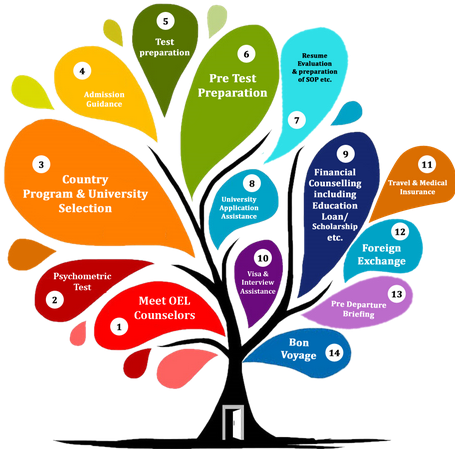 1
Meet OEL
Counselors
2
Psychometric
Test
3
Country
Program & University
Selection
4
Admission
Guidance
5
Test
preparation
6
Pre Test
Preparation
7
Resume
Evaluation
& preparation
of SOP etc.
8
University
Application
Assistance
9
Financial
Counselling
including
Education
Loan/
Scholarship
etc.
10
Visa &
Interview
Assistance
11
Travel & Medical
Insurance
12
Foreign
Exchange
13
Pre Departure
Briefing
Bon
Voyage
14